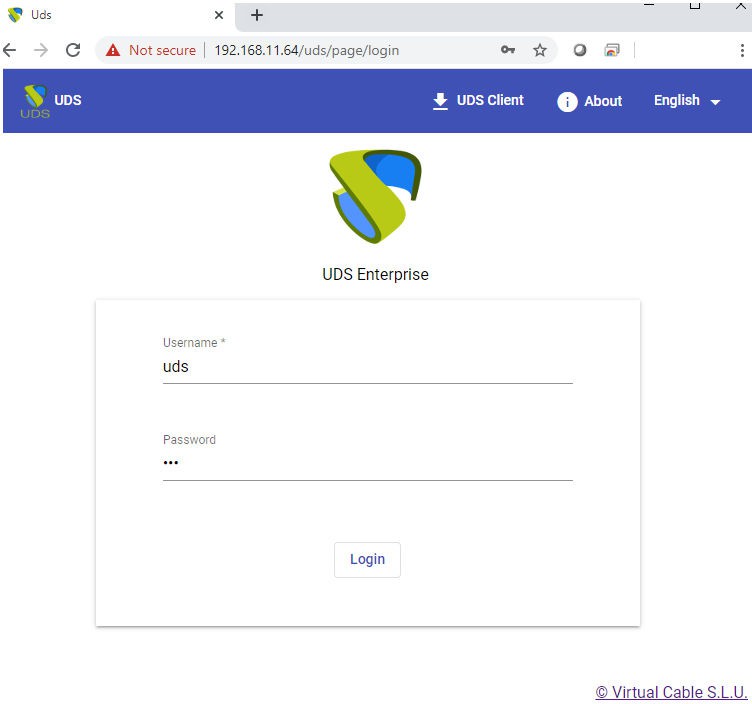 Uds
Not secure 192.168.11.64/uds/page/login
UDS UDS UDS Client i About English
UDS Enterprise
Username *
uds
Password
•••
Login
© Virtual Cable S.L.U.